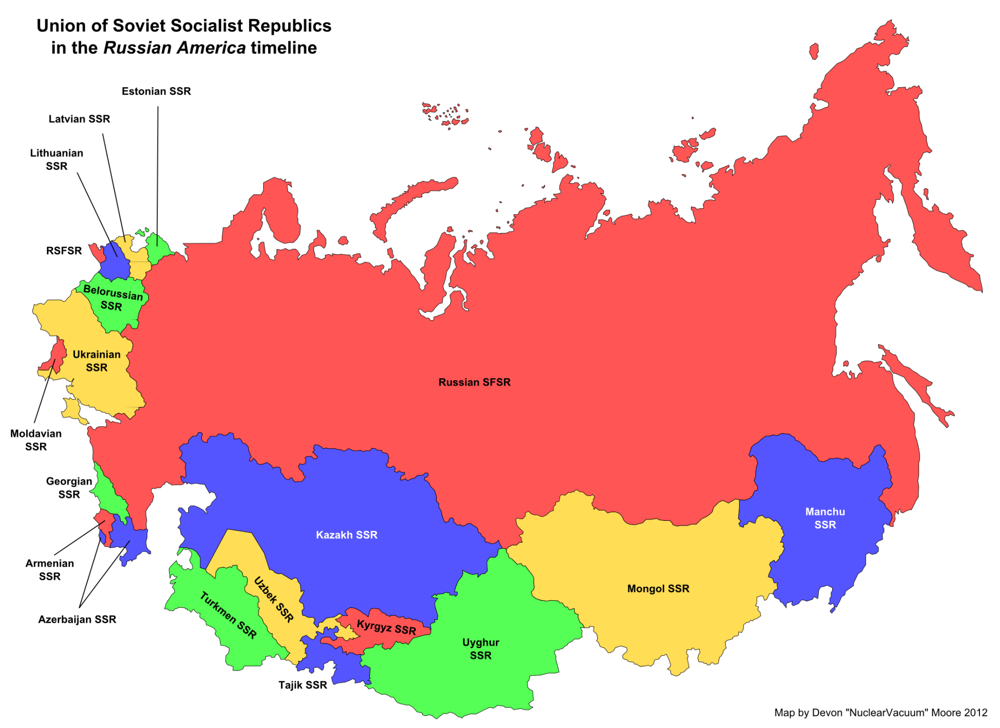 Union of Soviet Socialist Republics
in the Russian America timeline
Estonian SSR
Latvian SSR
Lithuanian
SSR
RSFSR
Belorussian
SSR
Ukrainian
SSR
Russian SFSR
Moldavian
SSR
Georgian
SSR
Manchu
SSR
Kazakh SSR
Armenian
SSR
Uzbek SSR
Mongol SSR
Turkmen SSR
Azerbaijan SSR
Kyrgyz SSR
Uyghur
SSR
Tajik SSR
Map by Devon "NuclearVacuum" Moore 2012